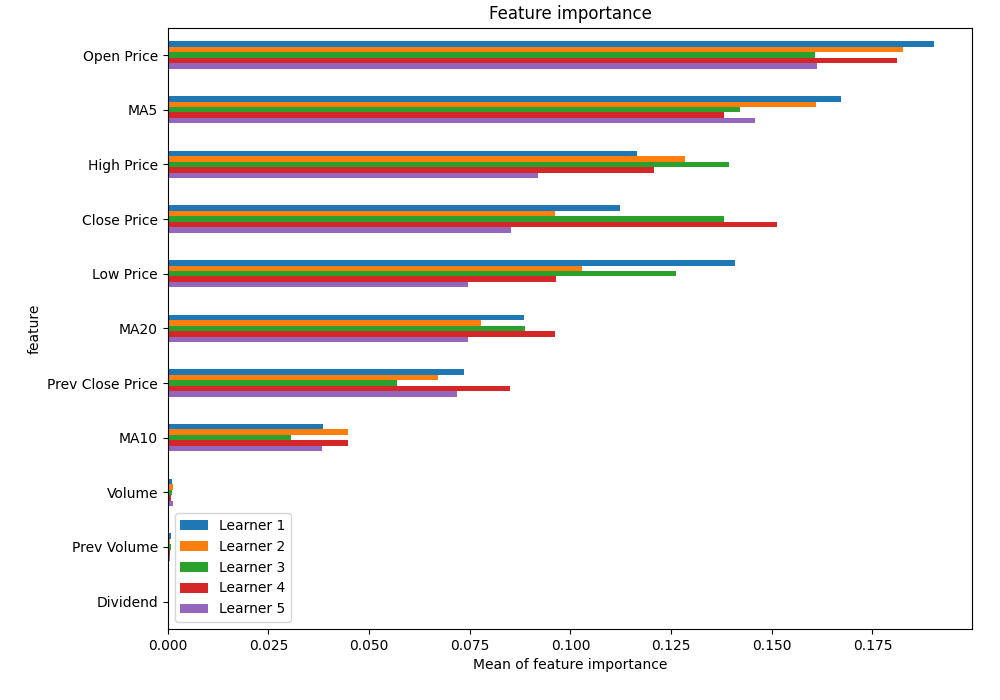 Feature importance
Open Price
MA5
High Price
Close Price
Low Price
MA20
Prev Close Price
MA10
Volume
Prev Volume
Dividend
feature
Learner 1
Learner 2
Learner 3
Learner 4
Learner 5
0.000 0.025 0.050 0.075 0.100 0.125 0.150 0.175
Mean of feature importance